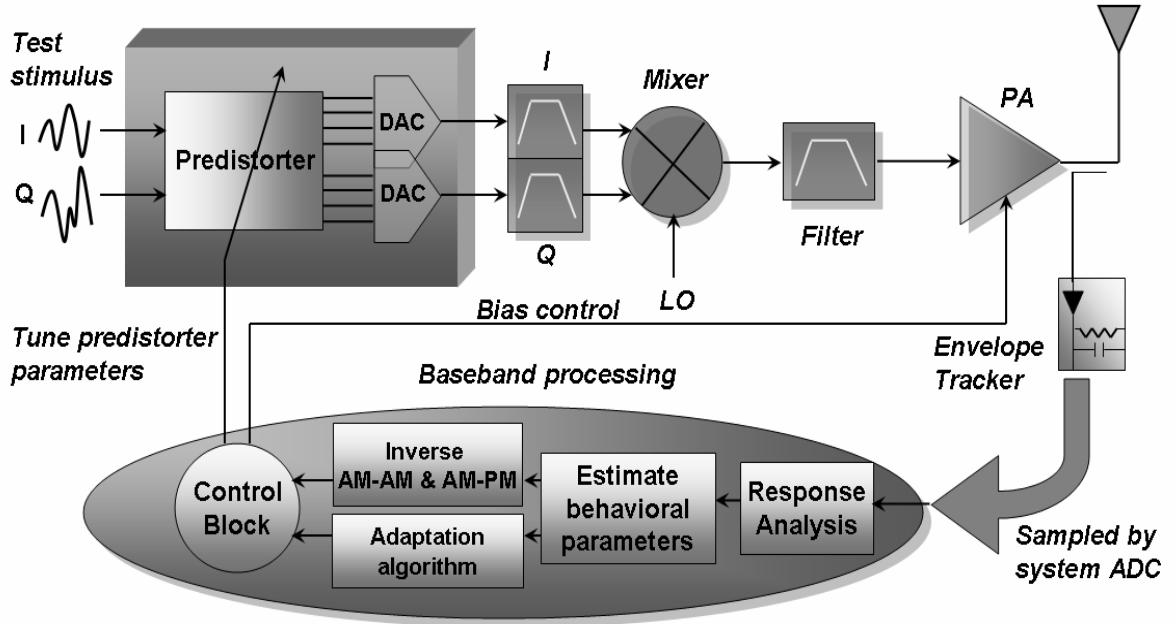 Test
stimulus
I
Q
Predistorter
DAC
DAC
I
Q
Mixer
LO
Filter
PA
Envelope
Tracker
Bias control
Tune predistorter
parameters
Baseband processing
Control
Block
Inverse
AM-AM & AM-PM
Adaptation
algorithm
Estimate
behavioral
parameters
Response
Analysis
Sampled by
system ADC